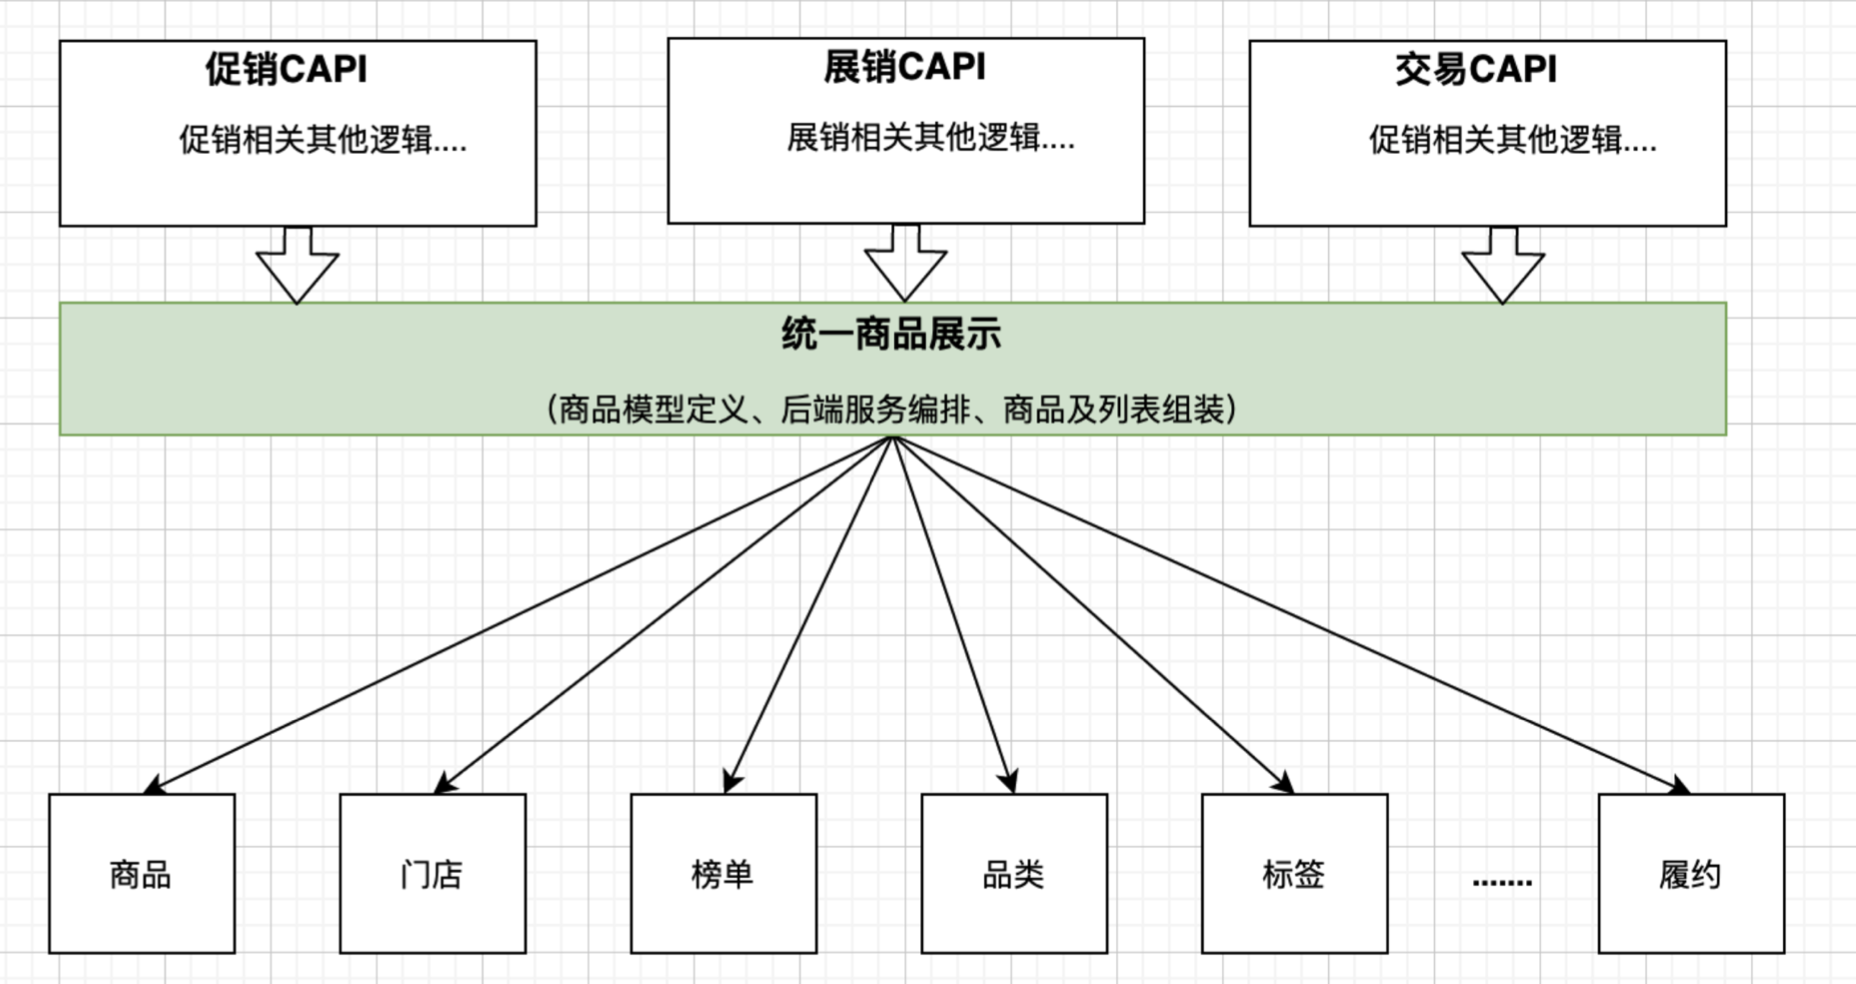 促销CAPI
促销相关其他逻辑....
展销CAPI
展销相关其他逻辑....
交易CAPI
促销相关其他逻辑....
统一商品展示
（商品模型定义、后端服务编排、商品及列表组装）
商品
门店
榜单
品类
标签
.......
履约